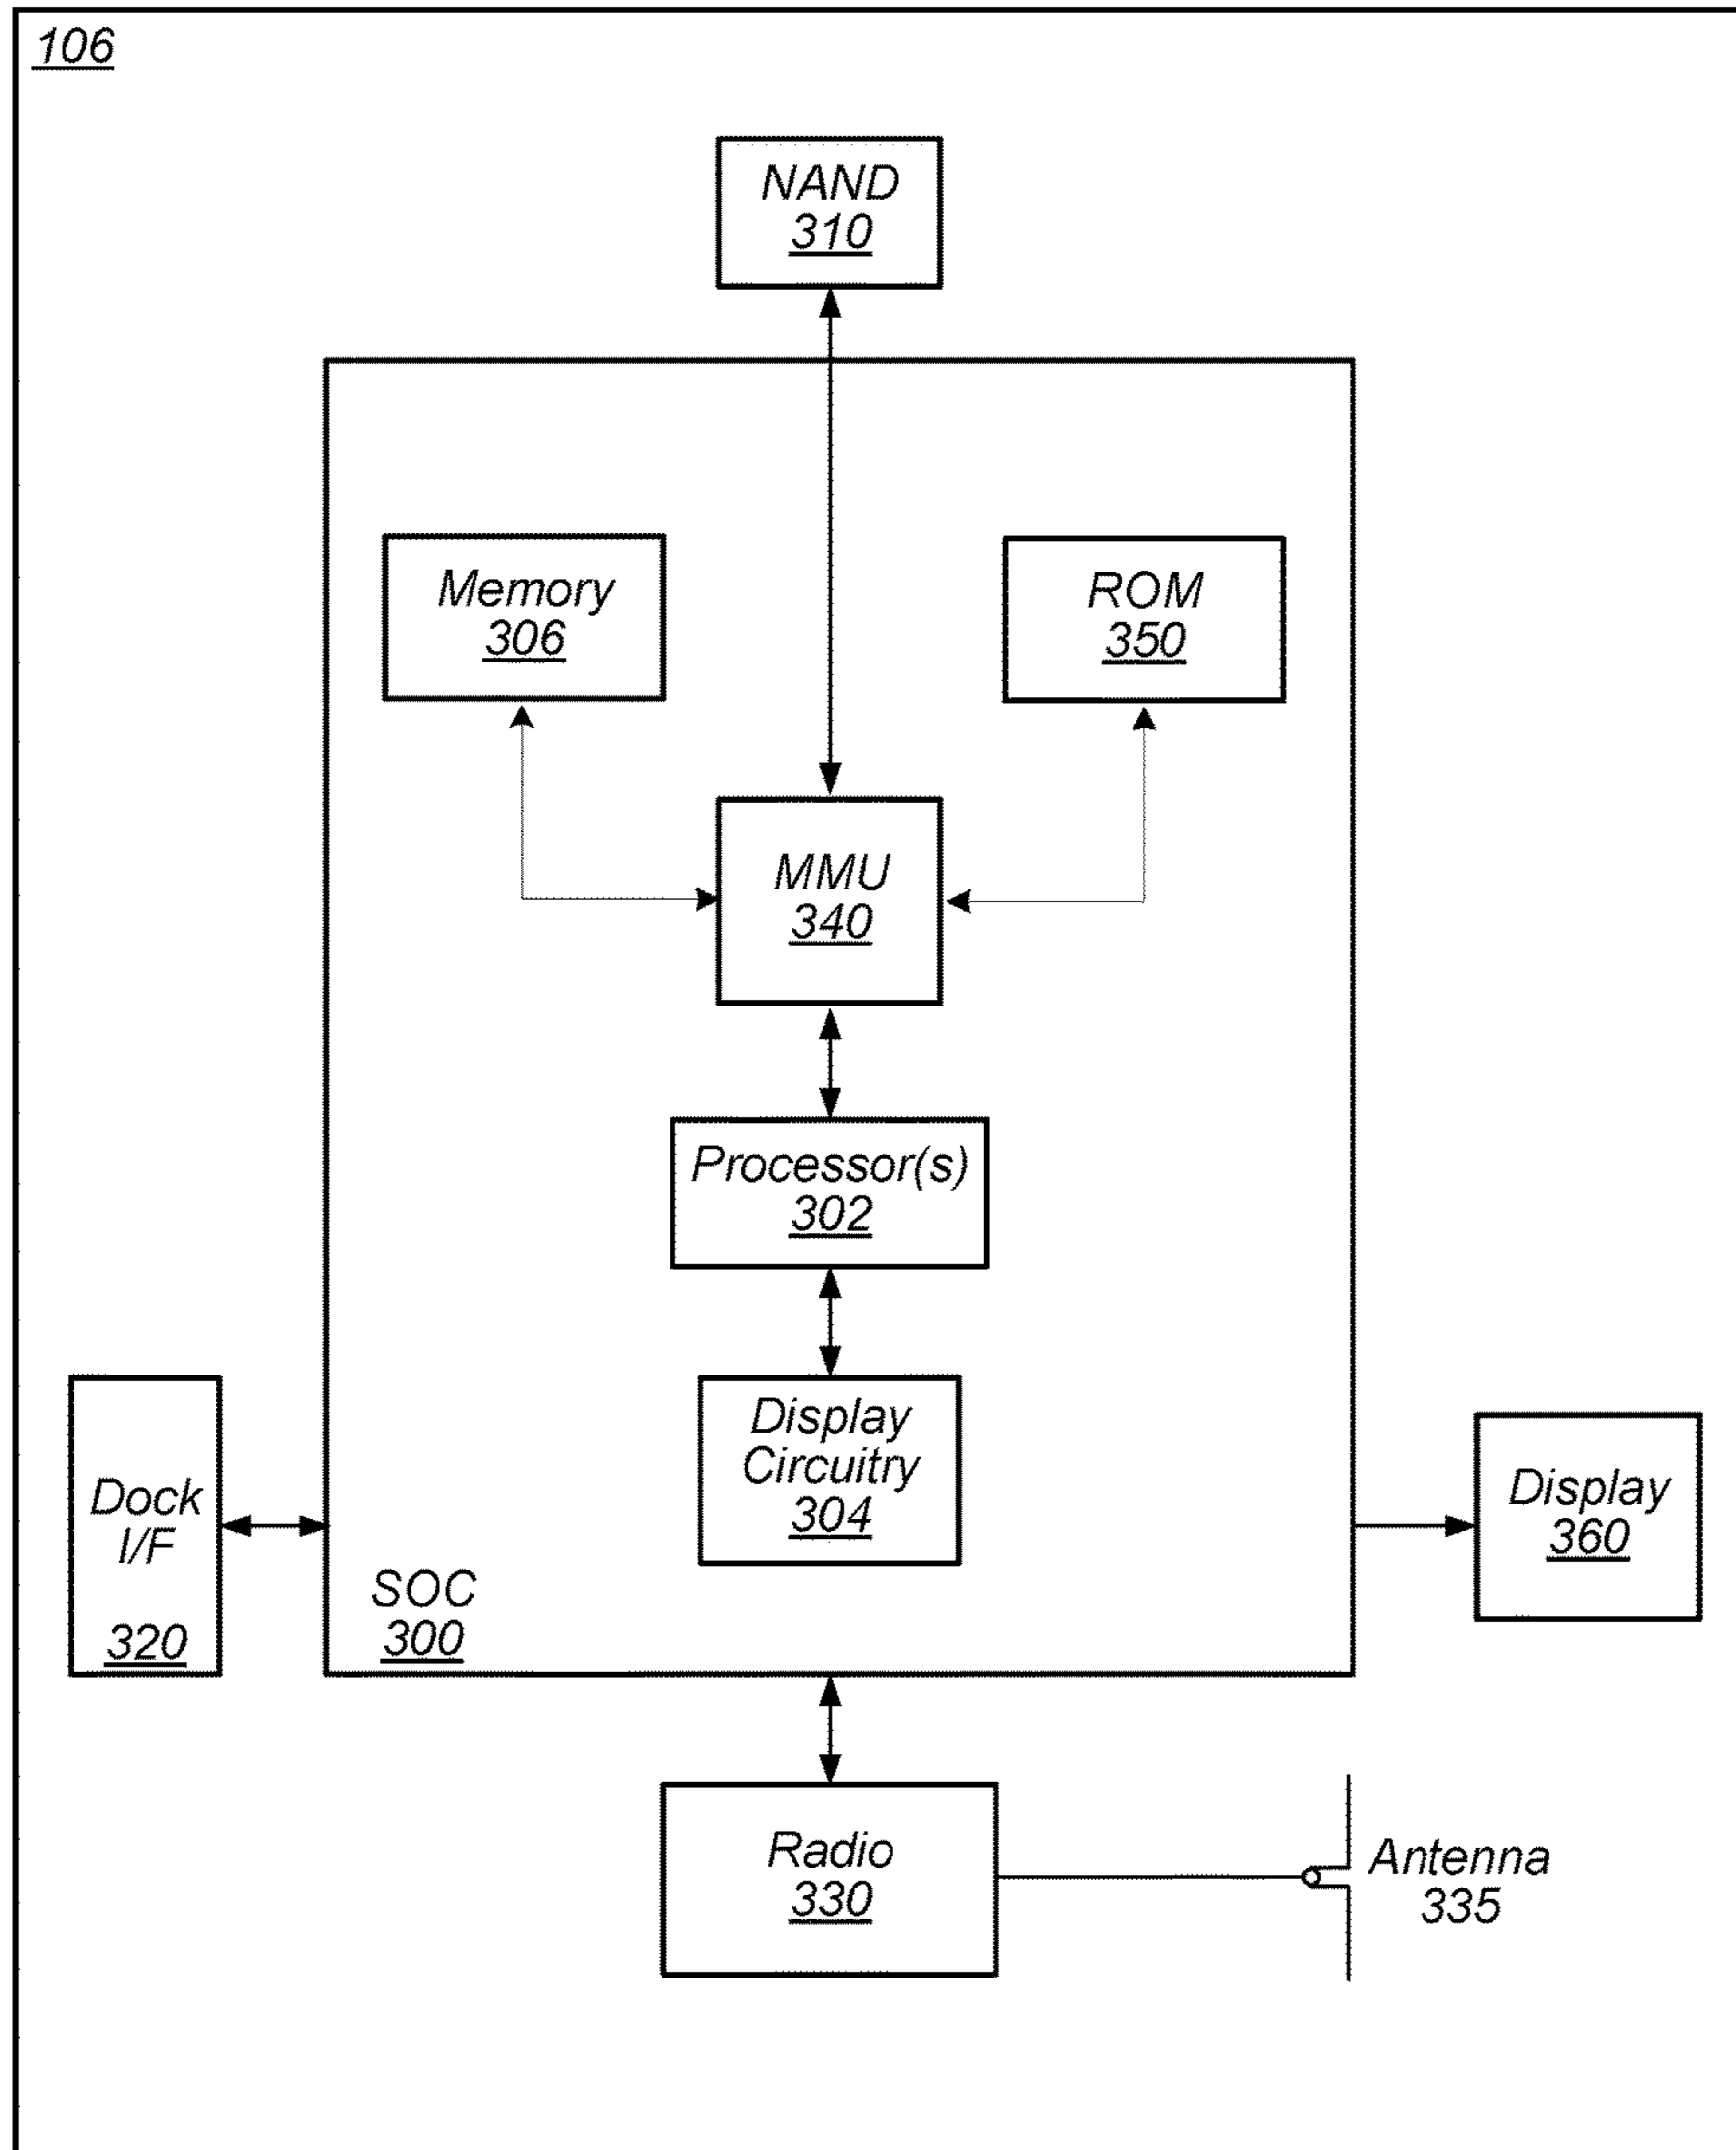 106
NAND
310
Memory
306
ROM
350
MMU
340
Processor(s)
302
Display
Circuitry
304
Dock
I/F
320
SOC
300
Display
360
Radio
330
Antenna
335